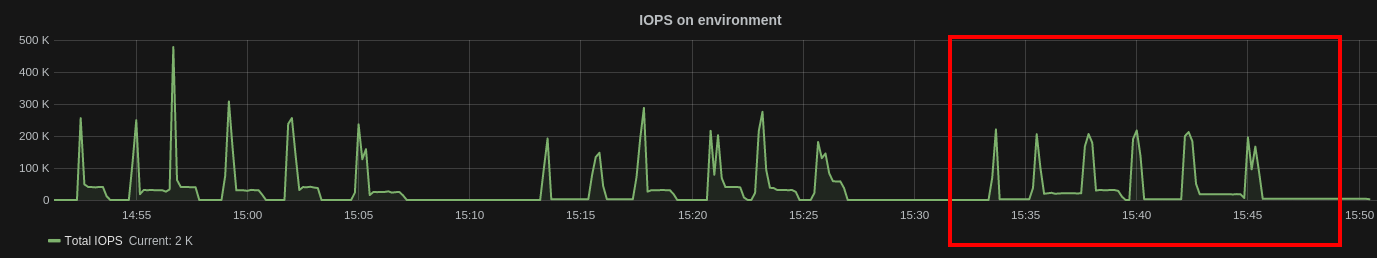 IOPS on environment
500 K
400 K
300 K
200 K
100 K
0
14:55 15:00 15:05 15:10 15:15 15:20 15:25 15:30 15:35 15:40 15:45 15:50
Total IOPS Current: 2 K